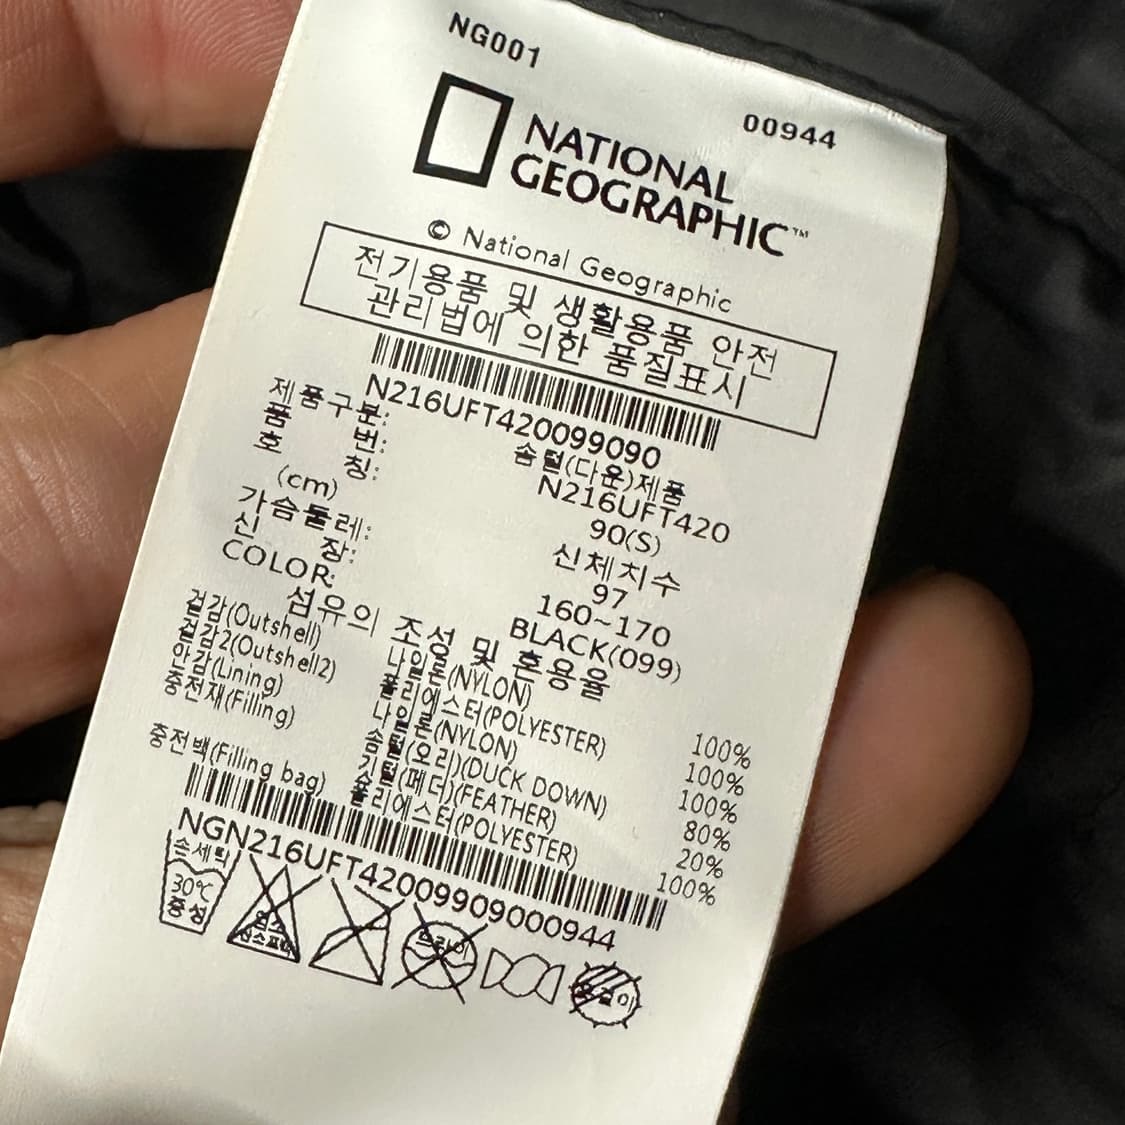 NG001
00944
NATIONAL
GEOGRAPHIC™
© National Geographic
전기용품 및 생활용품 안전
관리법에 의한 품질표시
N216UFT420099090
제품구분: 솜털(다운)제품
품 번: N216UFT420
호 칭: 90(S)
(cm) 신체치수
가슴둘레: 97
신 장: 160~170
COLOR: BLACK(099)
섬유의 조성 및 혼용율
겉감(Outshell) 나일론(NYLON) 100%
겉감2(Outshell2) 폴리에스터(POLYESTER) 100%
안감(Lining) 나일론(NYLON) 100%
충전재(Filling) 솜털(오리)(DUCK DOWN) 80%
깃털(페더)(FEATHER) 20%
충전백(Filling bag) 폴리에스터(POLYESTER) 100%
NGN216UFT42009909000944
손세탁
30℃
중성
드라이